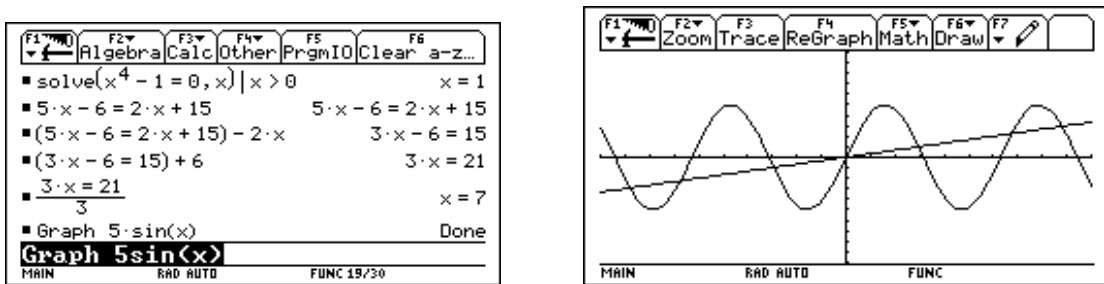 F1 F2 F3 F4 F5 F6
Algebra Calc Other PrgmIO Clear a-z…
▪ solve(x⁴ - 1 = 0, x) | x > 0 x = 1
▪ 5·x - 6 = 2·x + 15 5·x - 6 = 2·x + 15
▪ (5·x - 6 = 2·x + 15) - 2·x 3·x - 6 = 15
▪ (3·x - 6 = 15) + 6 3·x = 21
▪ 3·x = 21
3 x = 7
▪ Graph 5·sin(x) Done
Graph 5sin(x)
MAIN RAD AUTO FUNC 19/30
F1 F2 F3 F4 F5 F6 F7
Zoom Trace ReGraph Math Draw
MAIN RAD AUTO FUNC